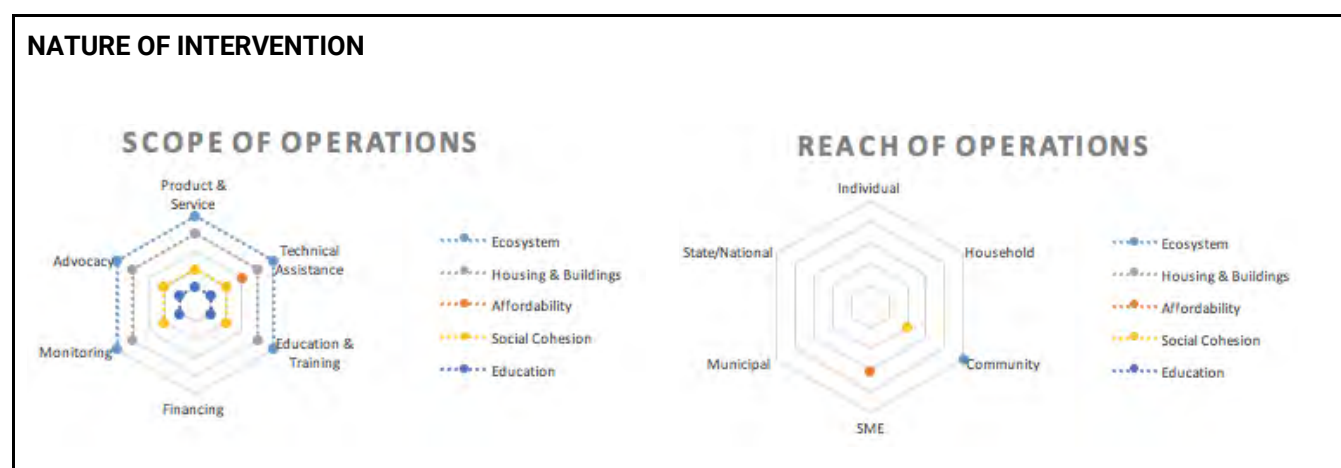 NATURE OF INTERVENTION
SCOPE OF OPERATIONS
Product &
Service
Technical
Assistance
Education &
Training
Financing
Monitoring
Advocacy
Ecosystem
Housing & Buildings
Affordability
Social Cohesion
Education
REACH OF OPERATIONS
Individual
Household
Community
SME
Municipal
State/National
Ecosystem
Housing & Buildings
Affordability
Social Cohesion
Education